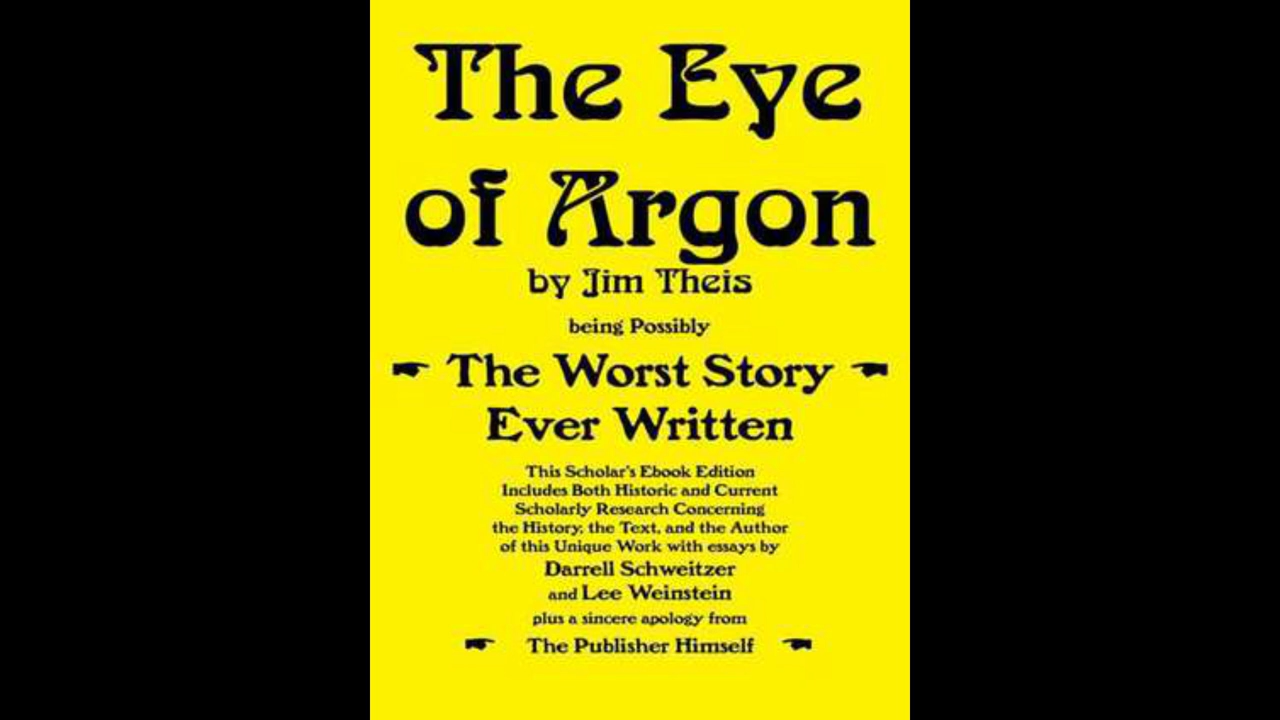 The Eye
of Argon
by Jim Theis
being Possibly
The Worst Story
Ever Written
This Scholar's Ebook Edition
Includes Both Historic and Current
Scholarly Research Concerning
the History, the Text, and the Author
of this Unique Work with essays by
Darrell Schweitzer
and Lee Weinstein
plus a sincere apology from
The Publisher Himself